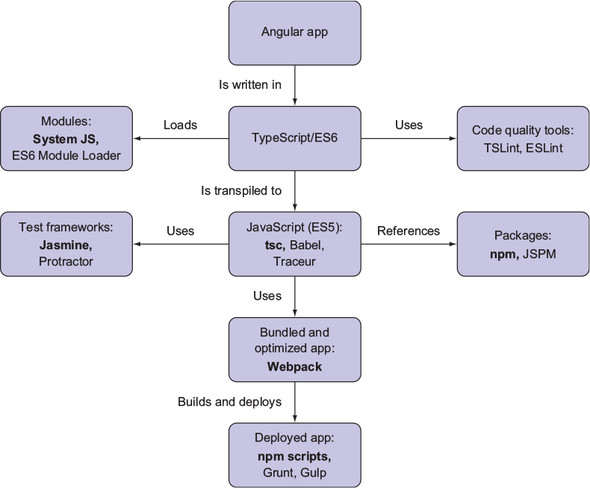 Angular app
Is written in
Modules:
System JS,
ES6 Module Loader
Loads
TypeScript/ES6
Uses
Code quality tools:
TSLint, ESLint
Is transpiled to
Test frameworks:
Jasmine,
Protractor
Uses
JavaScript (ES5):
tsc, Babel,
Traceur
References
Packages:
npm, JSPM
Uses
Bundled and
optimized app:
Webpack
Builds and deploys
Deployed app:
npm scripts,
Grunt, Gulp